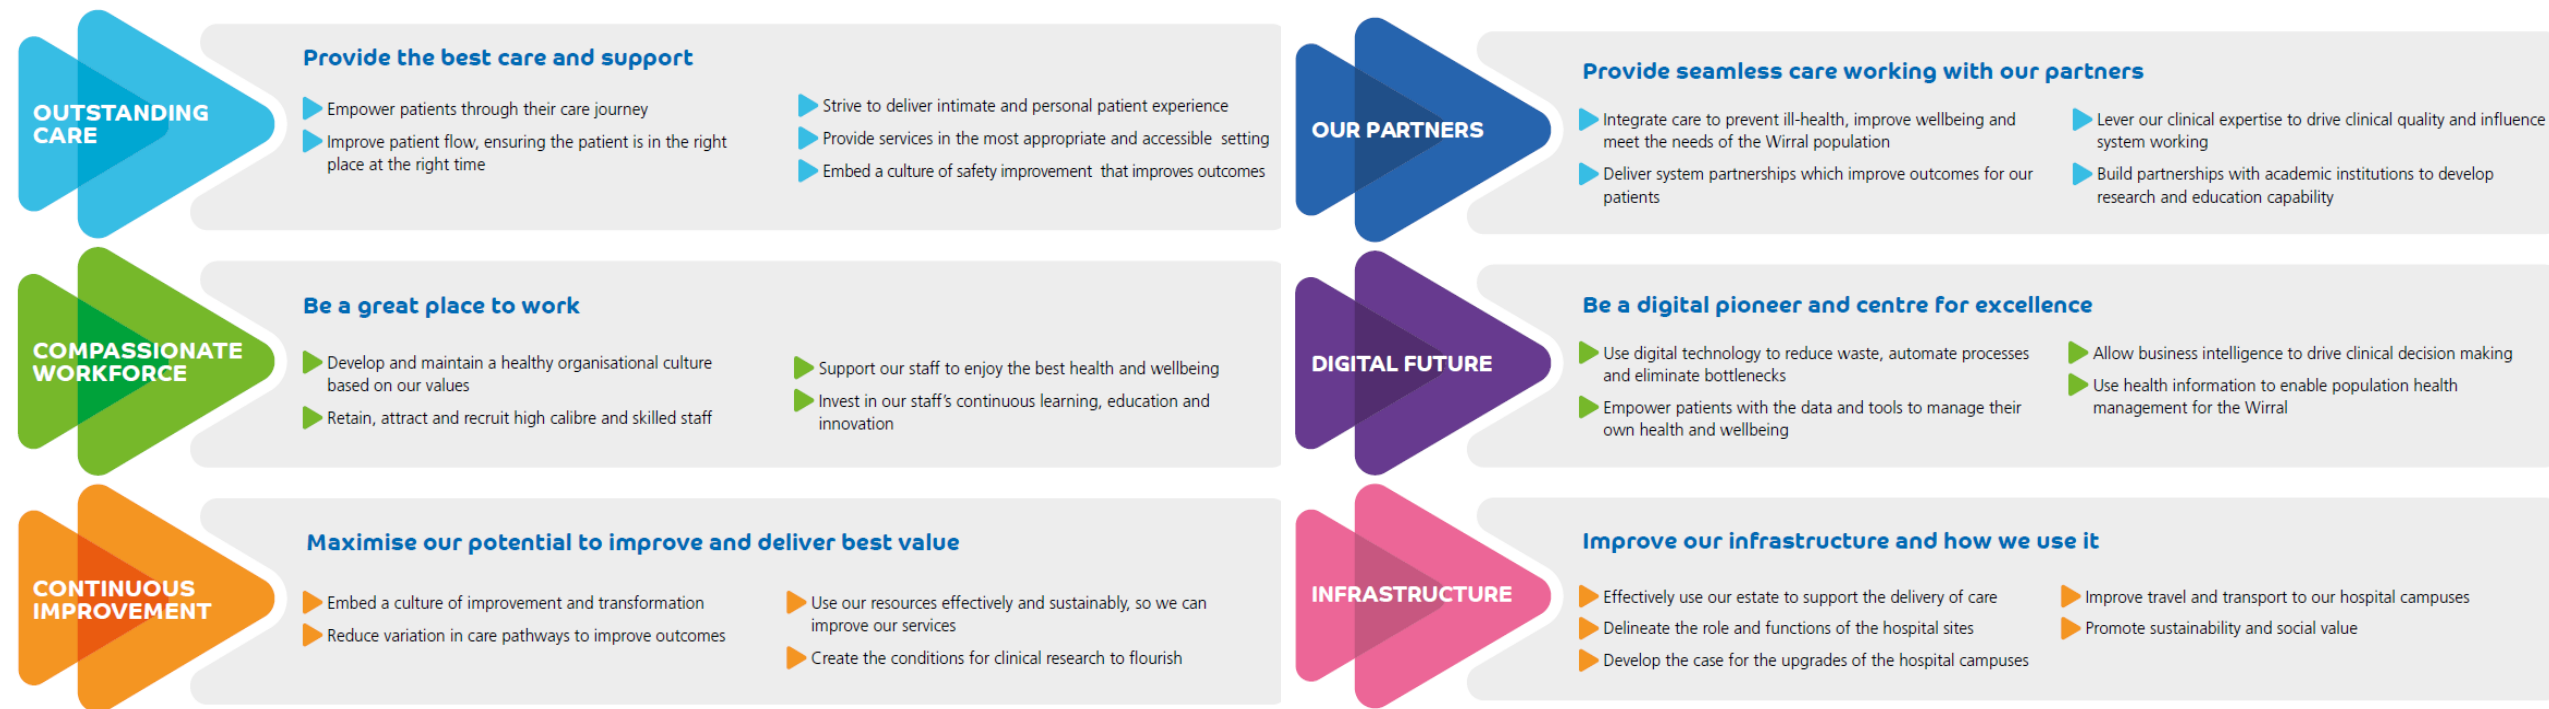 OUTSTANDING
CARE
Provide the best care and support
Empower patients through their care journey
Improve patient flow, ensuring the patient is in the right
place at the right time
Strive to deliver intimate and personal patient experience
Provide services in the most appropriate and accessible setting
Embed a culture of safety improvement that improves outcomes
COMPASSIONATE
WORKFORCE
Be a great place to work
Develop and maintain a healthy organisational culture
based on our values
Retain, attract and recruit high calibre and skilled staff
Support our staff to enjoy the best health and wellbeing
Invest in our staff's continuous learning, education and
innovation
CONTINUOUS
IMPROVEMENT
Maximise our potential to improve and deliver best value
Embed a culture of improvement and transformation
Reduce variation in care pathways to improve outcomes
Use our resources effectively and sustainably, so we can
improve our services
Create the conditions for clinical research to flourish
OUR PARTNERS
Provide seamless care working with our partners
Integrate care to prevent ill-health, improve wellbeing and
meet the needs of the Wirral population
Deliver system partnerships which improve outcomes for our
patients
Lever our clinical expertise to drive clinical quality and influence
system working
Build partnerships with academic institutions to develop
research and education capability
DIGITAL FUTURE
Be a digital pioneer and centre for excellence
Use digital technology to reduce waste, automate processes
and eliminate bottlenecks
Empower patients with the data and tools to manage their
own health and wellbeing
Allow business intelligence to drive clinical decision making
Use health information to enable population health
management for the Wirral
INFRASTRUCTURE
Improve our infrastructure and how we use it
Effectively use our estate to support the delivery of care
Delineate the role and functions of the hospital sites
Develop the case for the upgrades of the hospital campuses
Improve travel and transport to our hospital campuses
Promote sustainability and social value